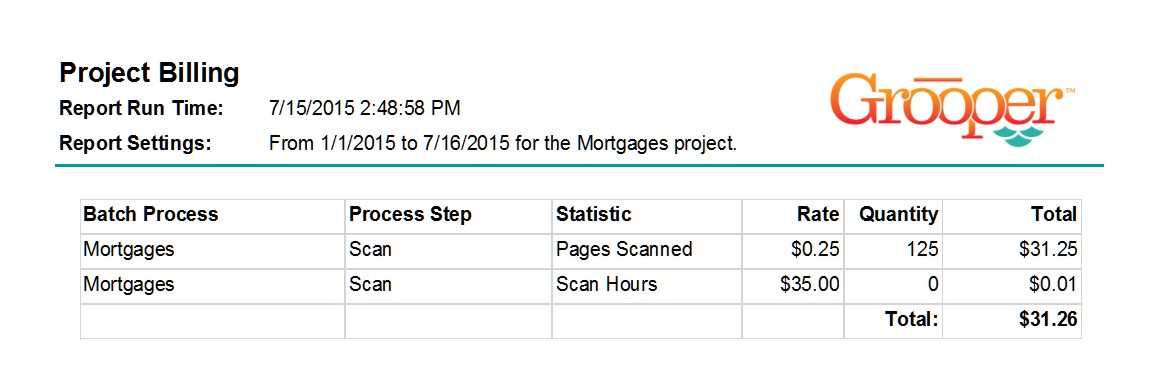 Project Billing
Report Run Time: 7/15/2015 2:48:58 PM
Report Settings: From 1/1/2015 to 7/16/2015 for the Mortgages project.
Grooper™
Batch Process Process Step Statistic Rate Quantity Total
Mortgages Scan Pages Scanned $0.25 125 $31.25
Mortgages Scan Scan Hours $35.00 0 $0.01
Total: $31.26